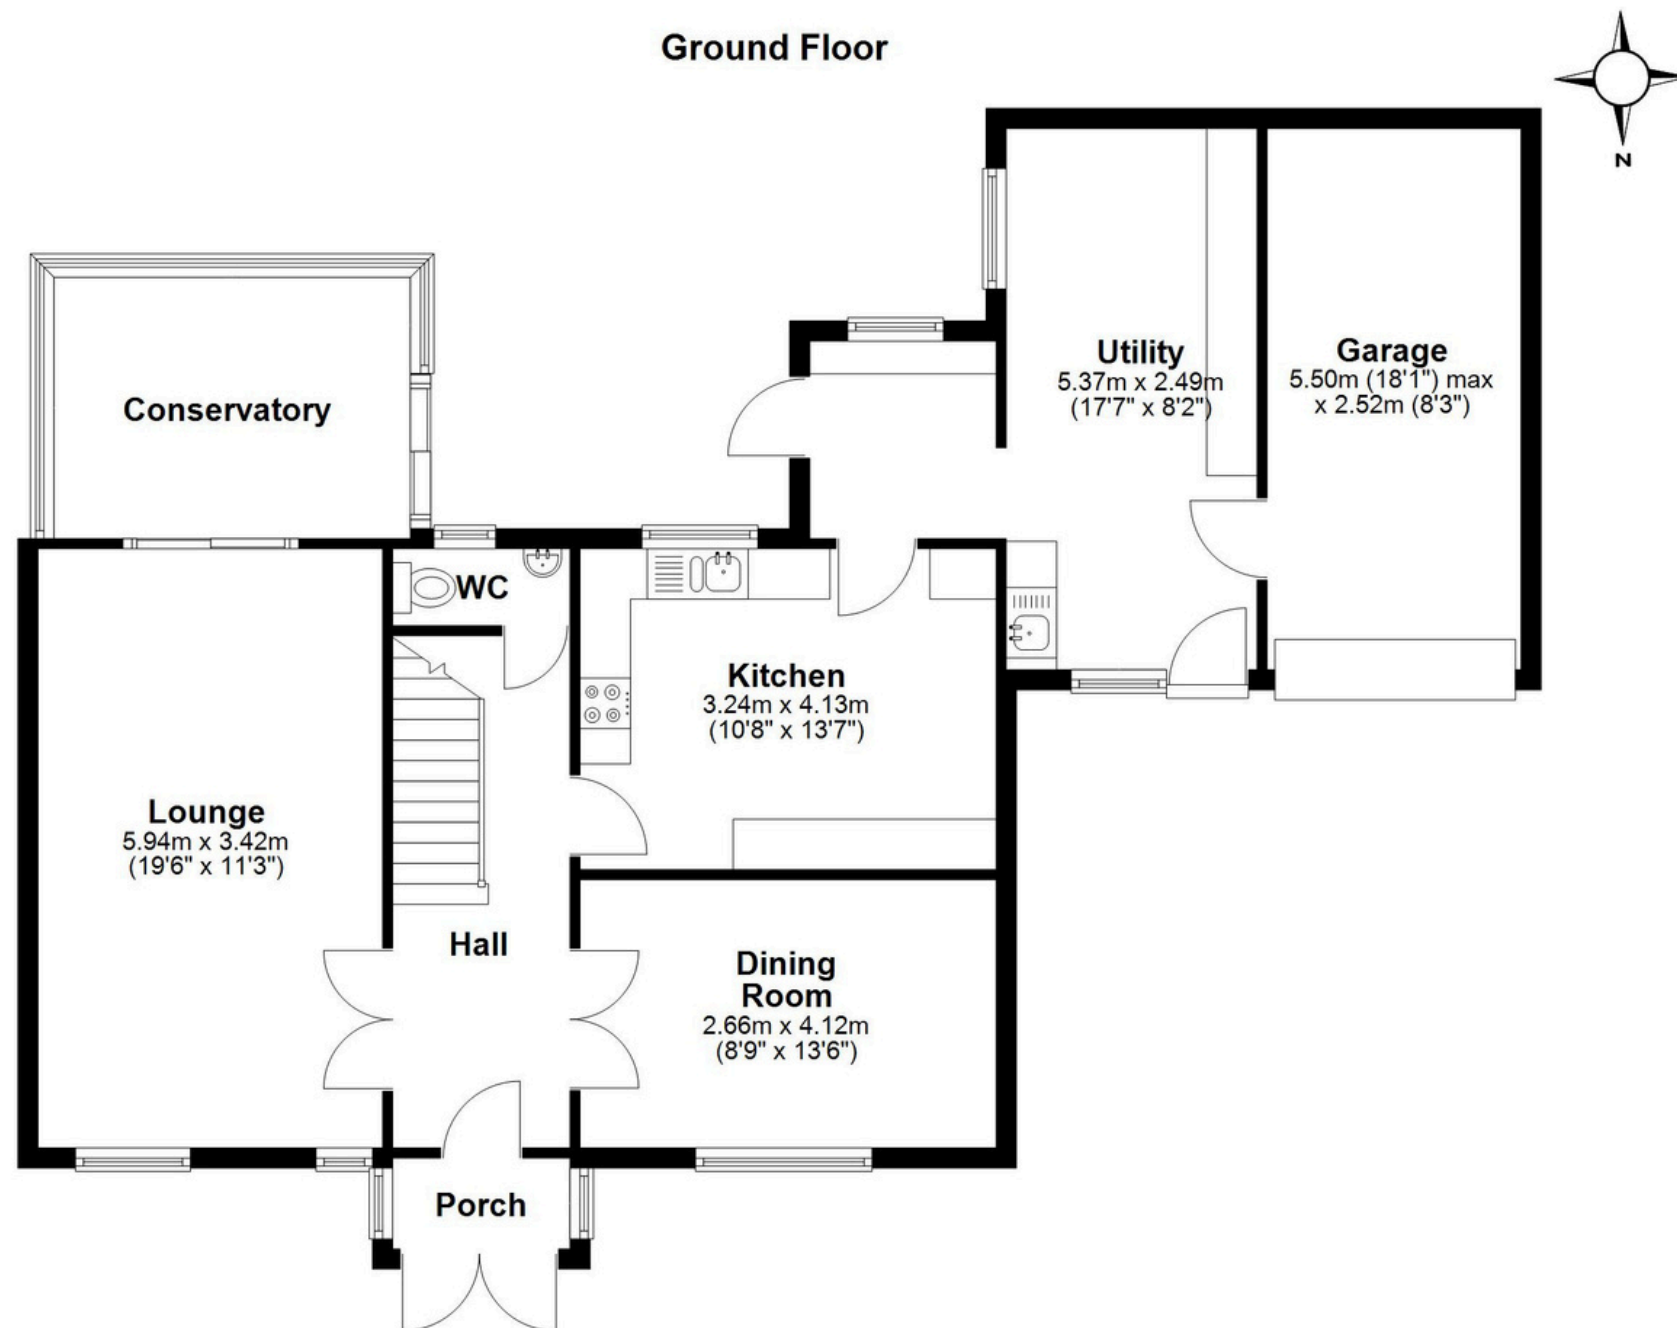 Ground Floor
N
Conservatory
Utility
5.37m x 2.49m
(17'7" x 8'2")
Garage
5.50m (18'1") max
x 2.52m (8'3")
WC
Kitchen
3.24m x 4.13m
(10'8" x 13'7")
Lounge
5.94m x 3.42m
(19'6" x 11'3")
Hall
Dining
Room
2.66m x 4.12m
(8'9" x 13'6")
Porch